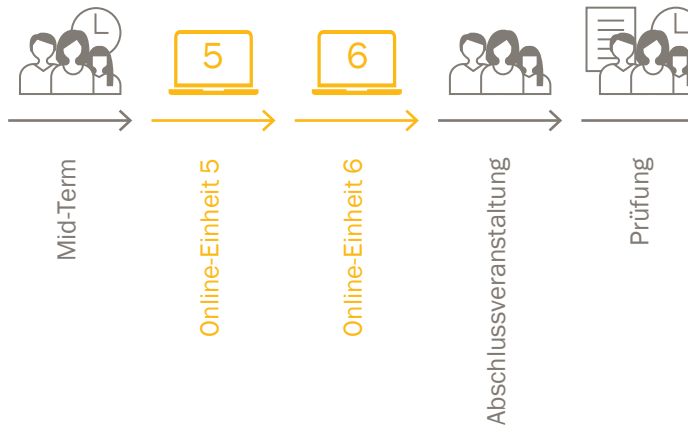 5
6
Mid-Term
Online-Einheit 5
Online-Einheit 6
Abschlussveranstaltung
Prüfung